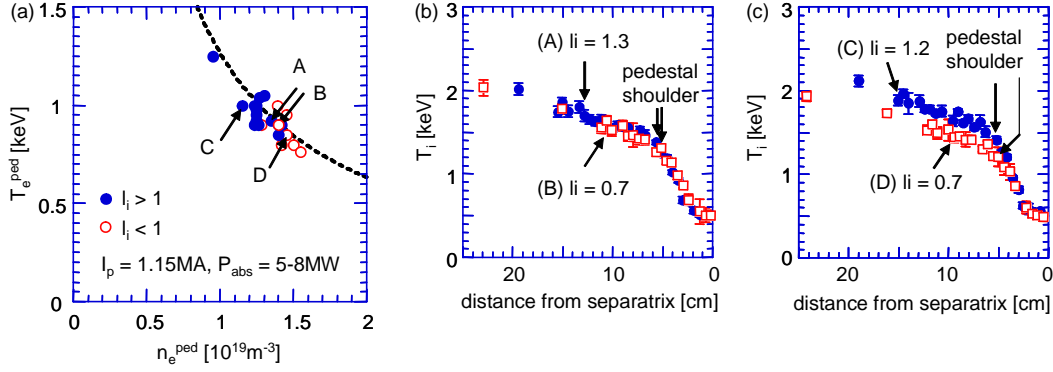 (a)
1.5
1
0.5
0
T_e^ped [keV]
A
B
C
D
l_i > 1
l_i < 1
I_p = 1.15MA, P_abs = 5-8MW
0 0.5 1 1.5 2
n_e^ped [10^19 m^-3]
(b)
3
2
1
0
T_i [keV]
(A) li = 1.3
pedestal
shoulder
(B) li = 0.7
20 10 0
distance from separatrix [cm]
(c)
3
2
1
0
T_i [keV]
(C) li = 1.2
pedestal
shoulder
(D) li = 0.7
20 10 0
distance from separatrix [cm]